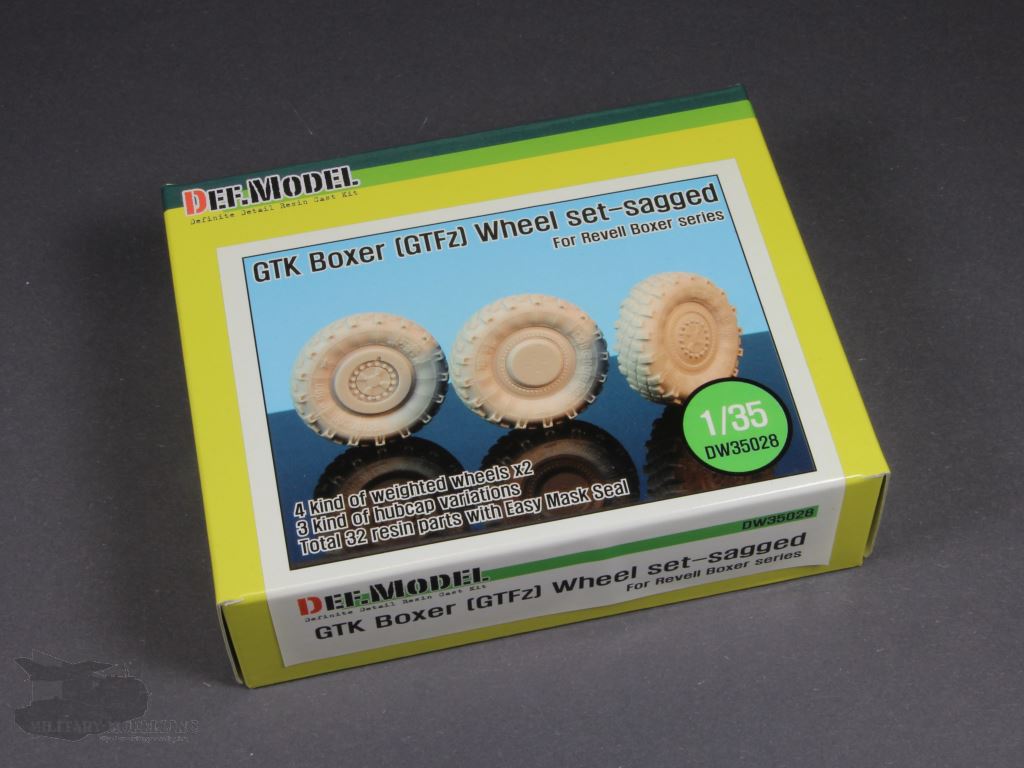 DEF.MODEL
Definite Detail Resin Cast Kit
GTK Boxer (GTFz) Wheel set-sagged
For Revell Boxer series
1/35
DW35028
4 kind of weighted wheels x2
3 kind of hubcap variations
Total 32 resin parts with Easy Mask Seal
DW35028
DEF.MODEL
Definite Detail Resin Cast Kit
GTK Boxer (GTFz) Wheel set-sagged
For Revell Boxer series
MILITARY-MODELLING